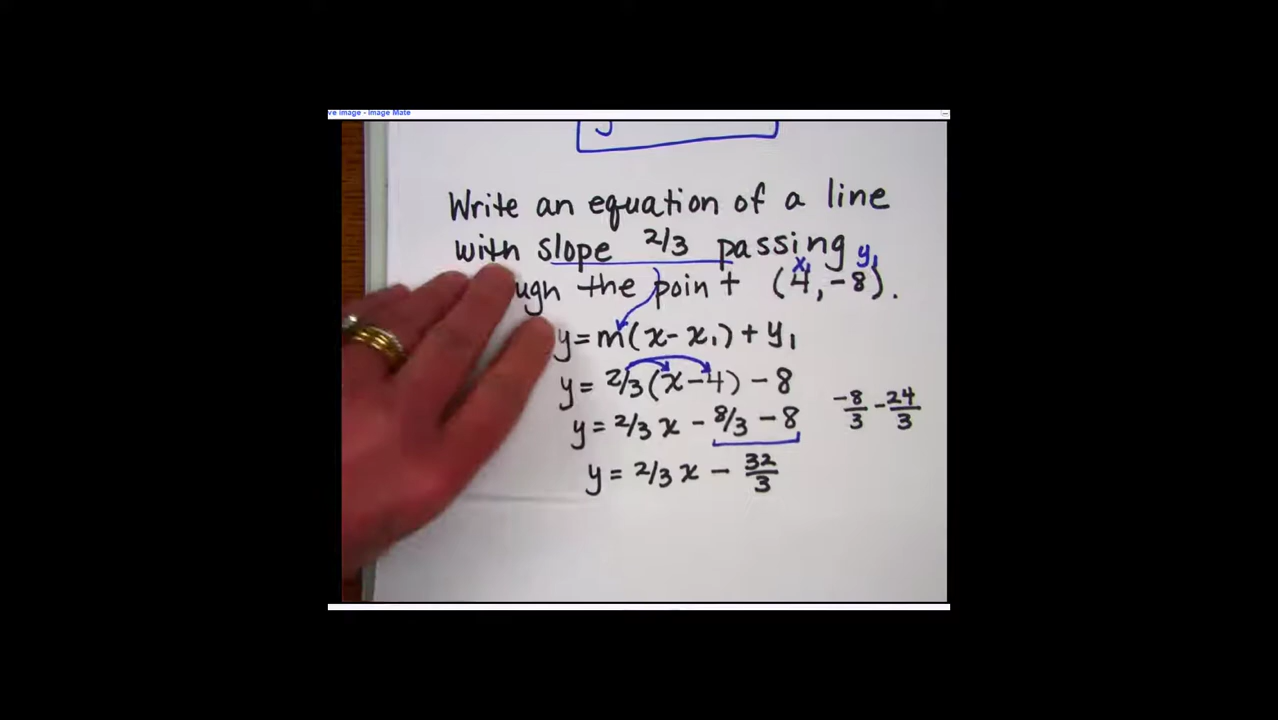 ve image - Image Mate
Write an equation of a line
with slope 2/3 passing
ugh the point (4, -8).
x₁ y₁
y = m(x - x₁) + y₁
y = 2/3(x - 4) - 8
y = 2/3 x - 8/3 - 8
-8/3 - 24/3
y = 2/3 x - 32/3